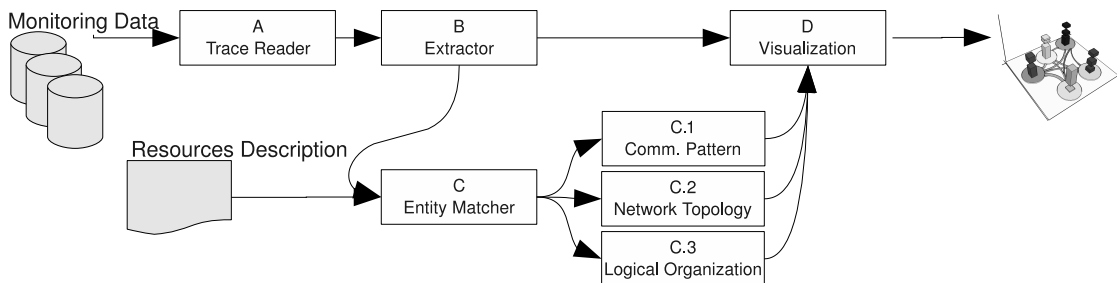 Monitoring Data
A
Trace Reader
B
Extractor
D
Visualization
Resources Description
C
Entity Matcher
C.1
Comm. Pattern
C.2
Network Topology
C.3
Logical Organization